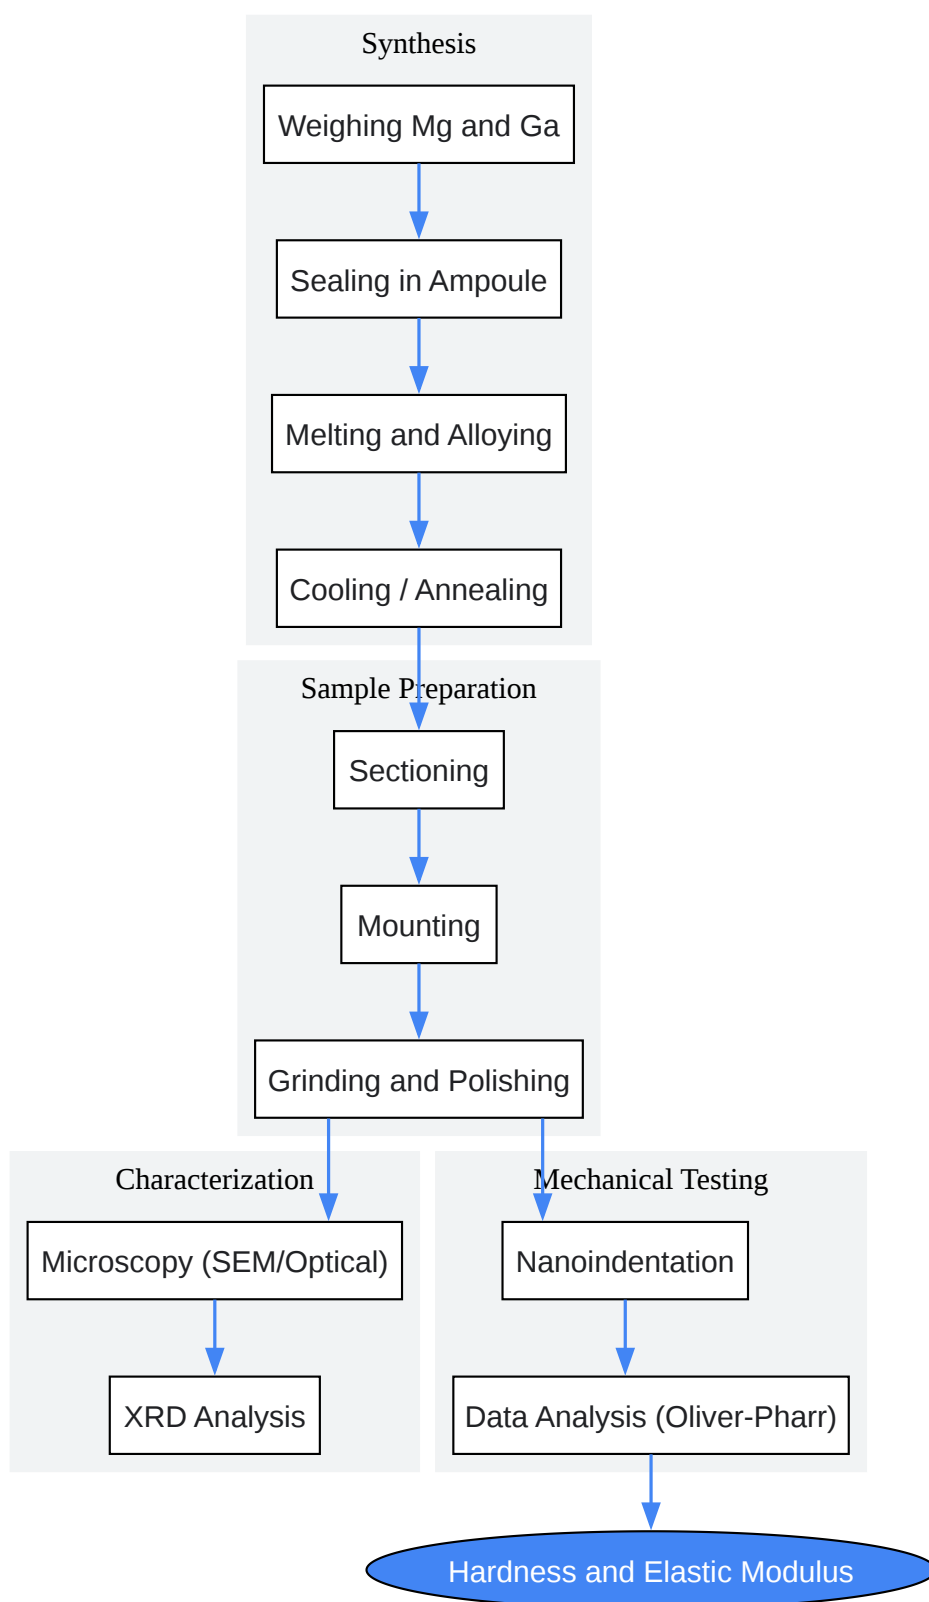 Synthesis
Weighing Mg and Ga
Sealing in Ampoule
Melting and Alloying
Cooling / Annealing
Sample Preparation
Sectioning
Mounting
Grinding and Polishing
Characterization
Microscopy (SEM/Optical)
XRD Analysis
Mechanical Testing
Nanoindentation
Data Analysis (Oliver-Pharr)
Hardness and Elastic Modulus